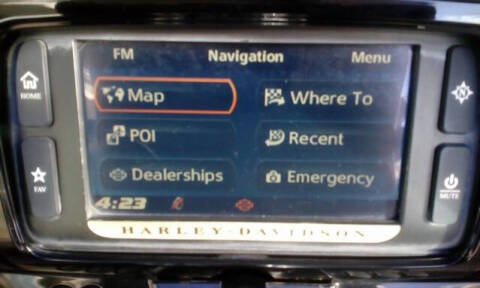 FM Navigation Menu
HOME
Map Where To
POI Recent
FAV
MUTE
Dealerships Emergency
4:23
HARLEY-DAVIDSON